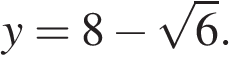 y = 8 − √6.